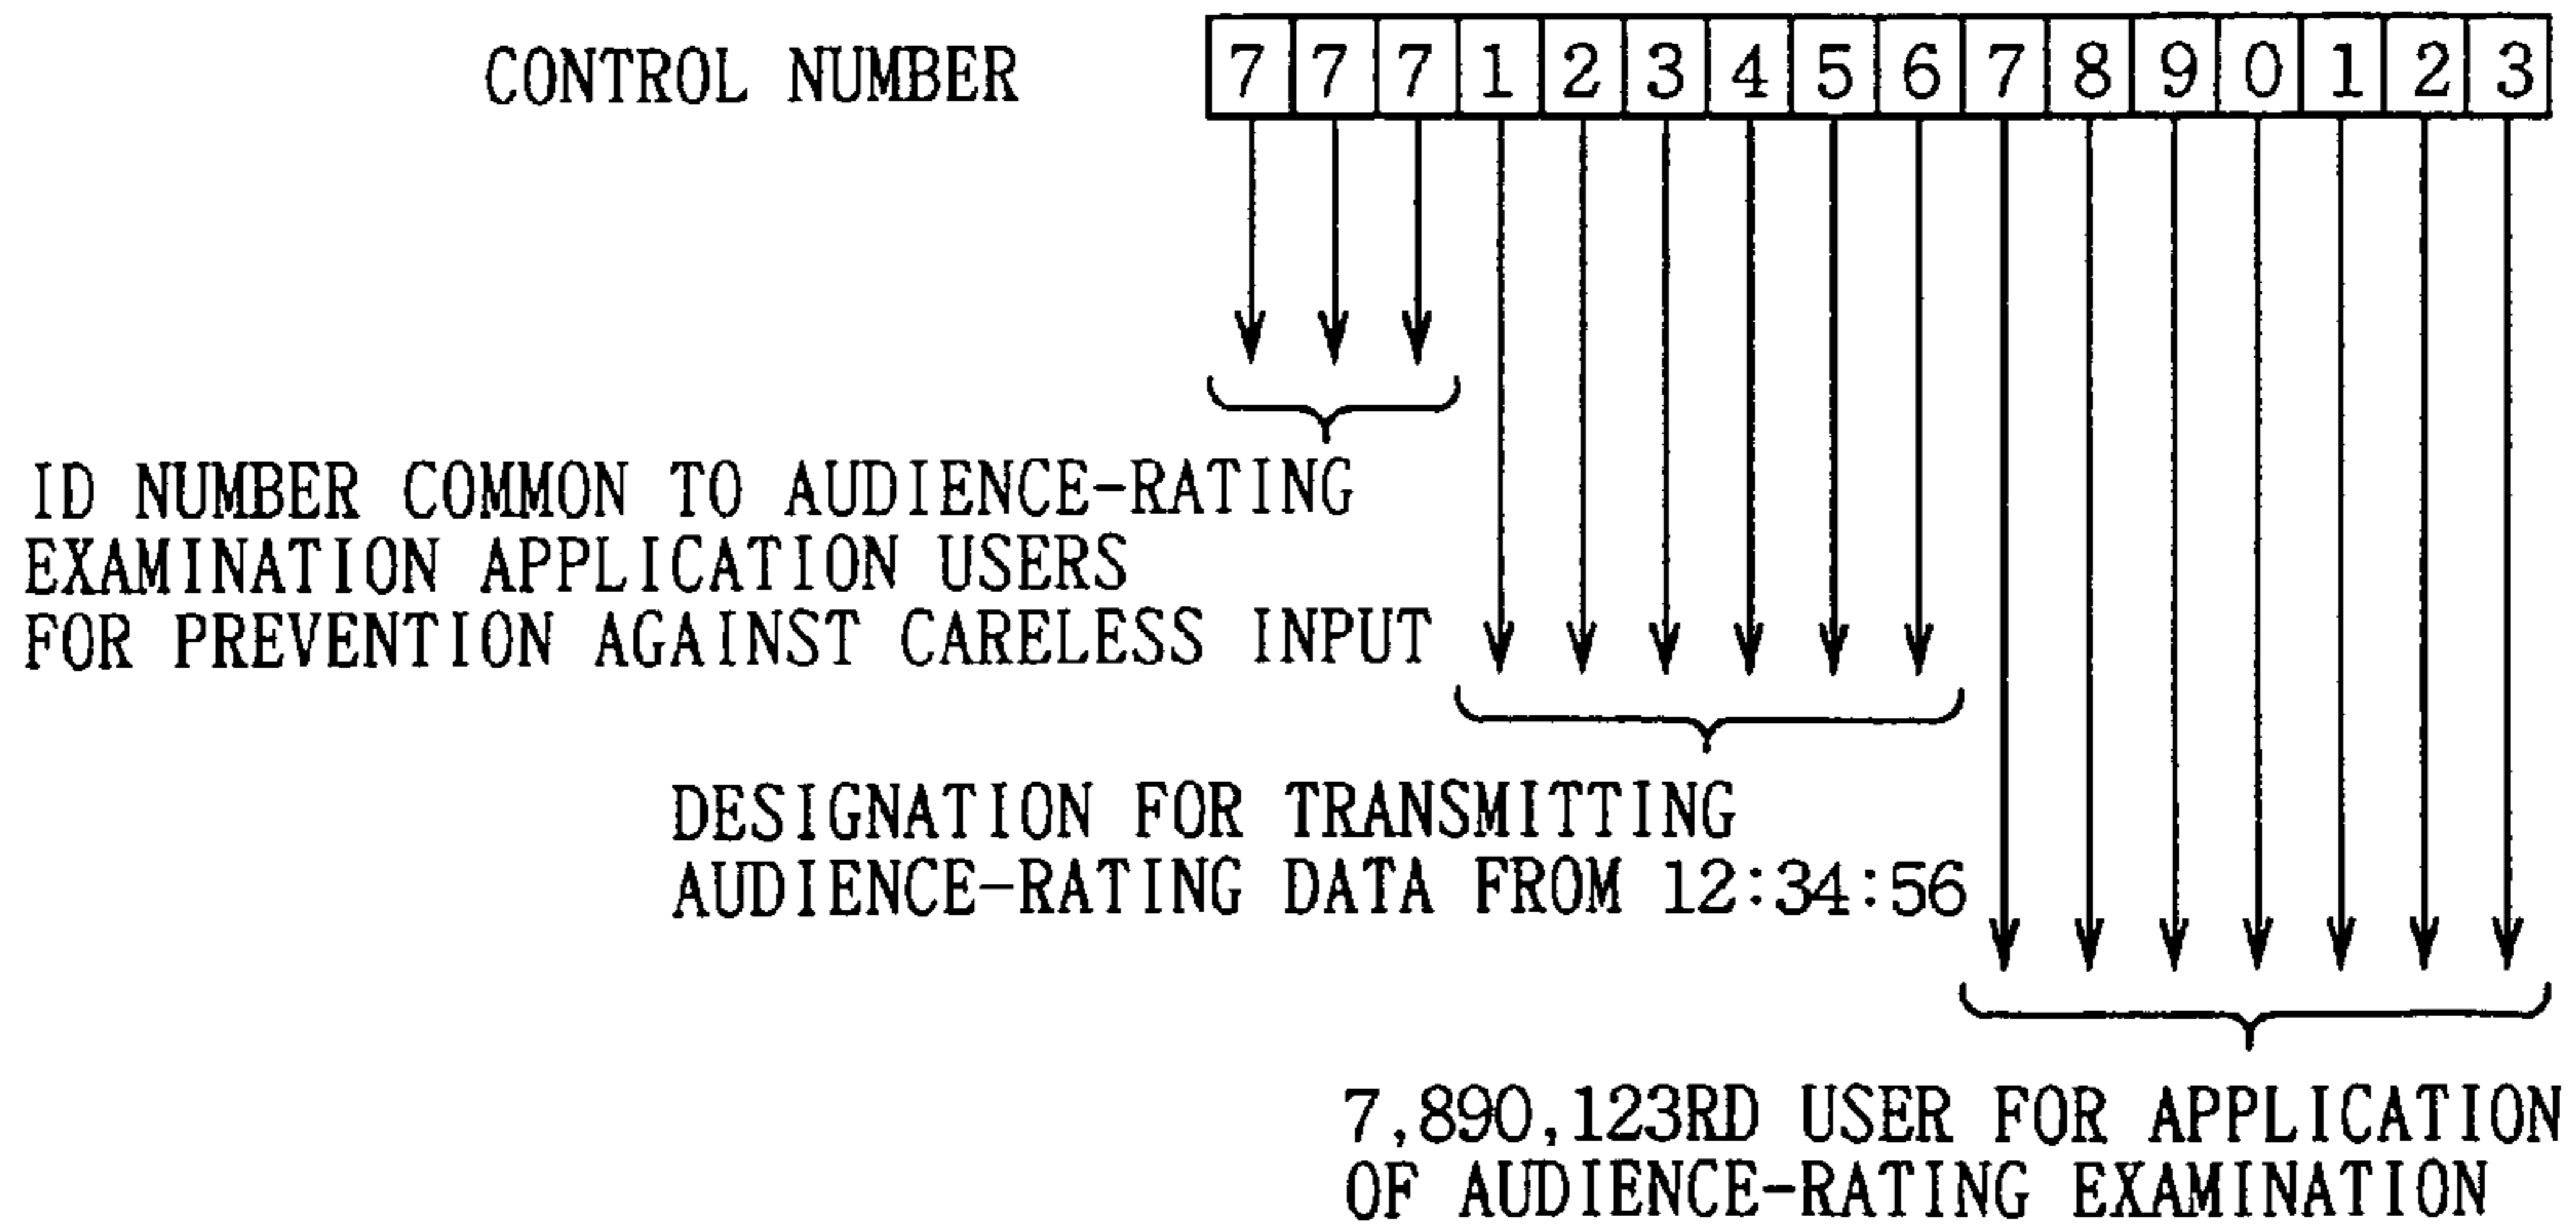 CONTROL NUMBER 7 7 7 1 2 3 4 5 6 7 8 9 0 1 2 3
ID NUMBER COMMON TO AUDIENCE-RATING
EXAMINATION APPLICATION USERS
FOR PREVENTION AGAINST CARELESS INPUT
DESIGNATION FOR TRANSMITTING
AUDIENCE-RATING DATA FROM 12:34:56
7,890,123RD USER FOR APPLICATION
OF AUDIENCE-RATING EXAMINATION